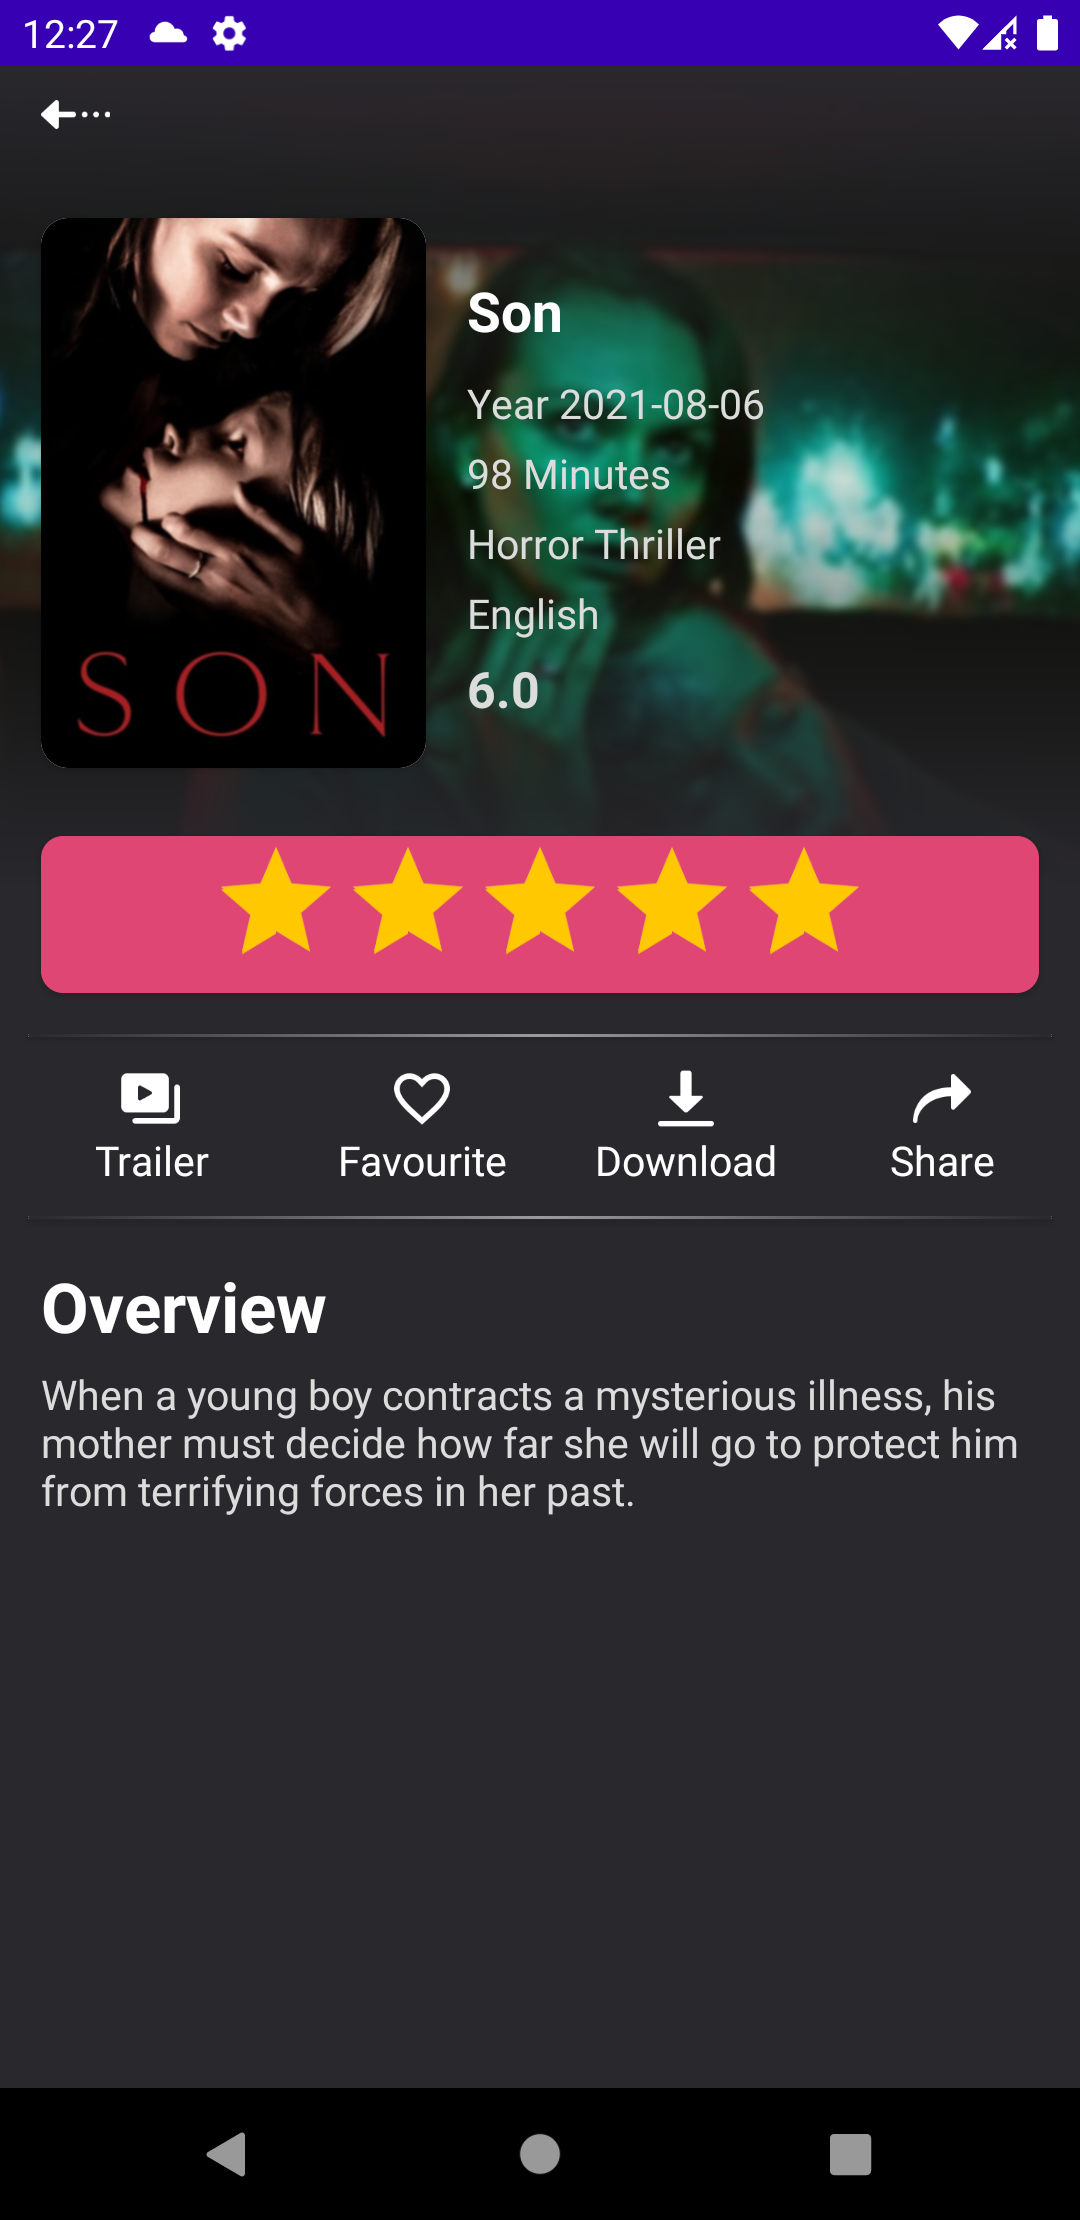 12:27
SON
Son
Year 2021-08-06
98 Minutes
Horror Thriller
English
6.0
Trailer
Favourite
Download
Share
Overview
When a young boy contracts a mysterious illness, his
mother must decide how far she will go to protect him
from terrifying forces in her past.